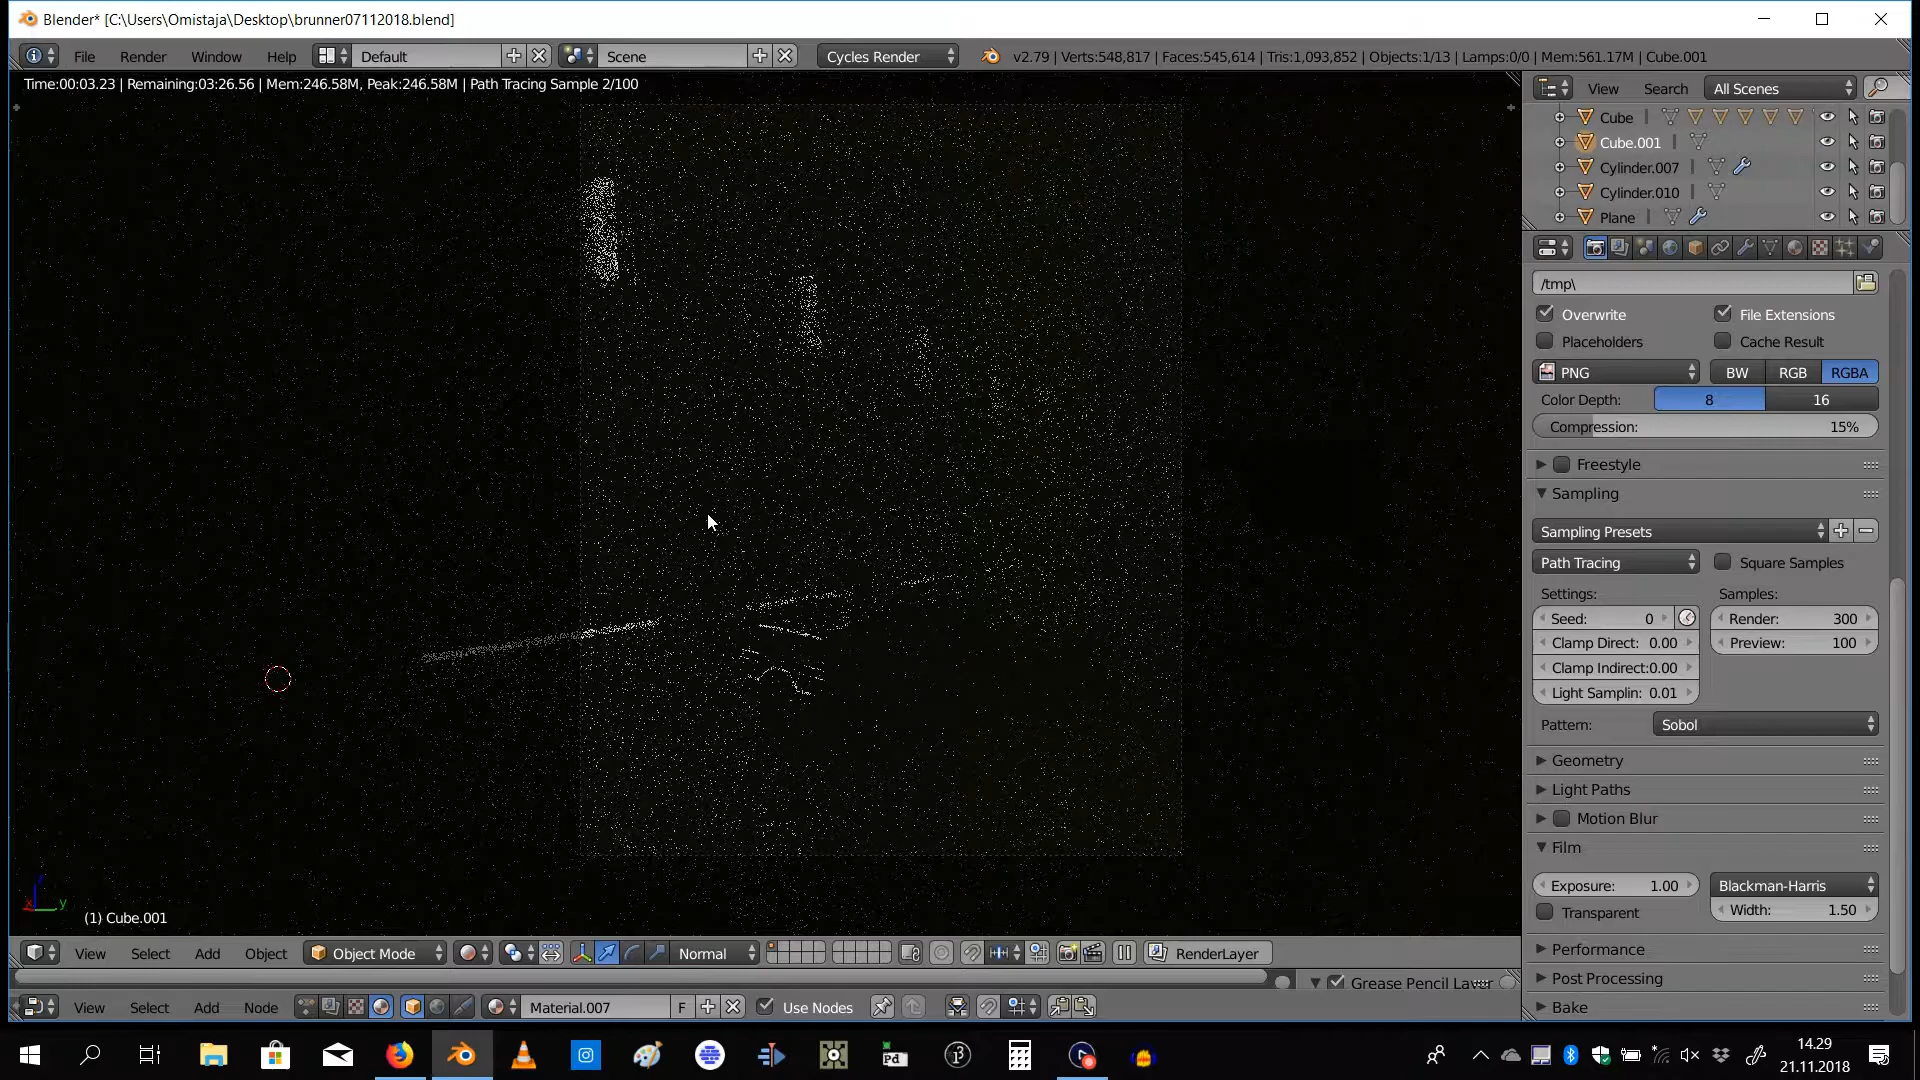 Blender* [C:\Users\Omistaja\Desktop\brunner07112018.blend]
File Render Window Help Default Scene Cycles Render v2.79 | Verts:548,817 | Faces:545,614 | Tris:1,093,852 | Objects:1/13 | Lamps:0/0 | Mem:561.17M | Cube.001
Time:00:03.23 | Remaining:03:26.56 | Mem:246.58M, Peak:246.58M | Path Tracing Sample 2/100
View Search All Scenes
Cube
Cube.001
Cylinder.007
Cylinder.010
Plane
/tmp\
Overwrite File Extensions
Placeholders Cache Result
PNG BW RGB RGBA
Color Depth: 8 16
Compression: 15%
Freestyle
Sampling
Sampling Presets
Path Tracing Square Samples
Settings: Samples:
Seed: 0 Render: 300
Clamp Direct: 0.00 Preview: 100
Clamp Indirect:0.00
Light Samplin: 0.01
Pattern: Sobol
Geometry
Light Paths
Motion Blur
Film
Exposure: 1.00 Blackman-Harris
Transparent Width: 1.50
Performance
Post Processing
Bake
x y
(1) Cube.001
View Select Add Object Object Mode Normal RenderLayer
Grease Pencil Layer
View Select Add Node Material.007 F Use Nodes
Pd
14.29
21.11.2018